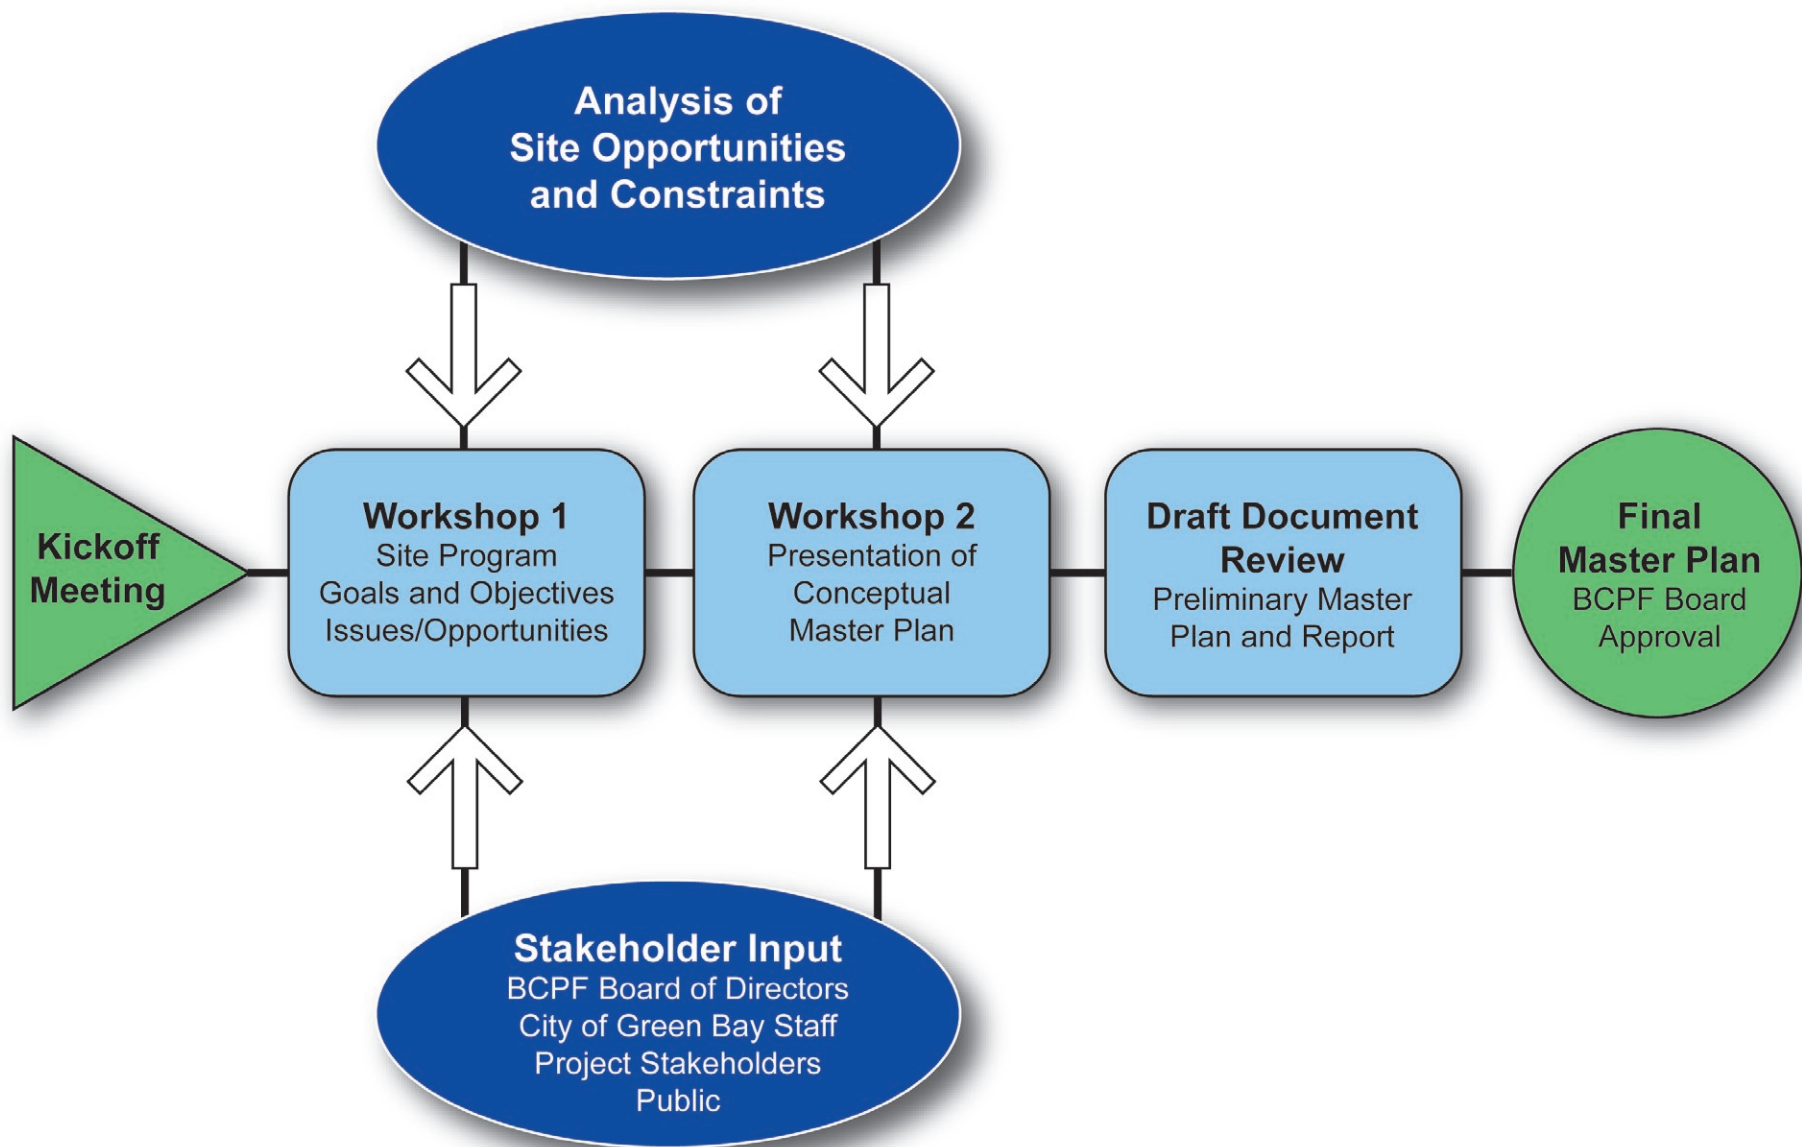 Analysis of
Site Opportunities
and Constraints
Kickoff
Meeting
Workshop 1
Site Program
Goals and Objectives
Issues/Opportunities
Workshop 2
Presentation of
Conceptual
Master Plan
Draft Document
Review
Preliminary Master
Plan and Report
Final
Master Plan
BCPF Board
Approval
Stakeholder Input
BCPF Board of Directors
City of Green Bay Staff
Project Stakeholders
Public